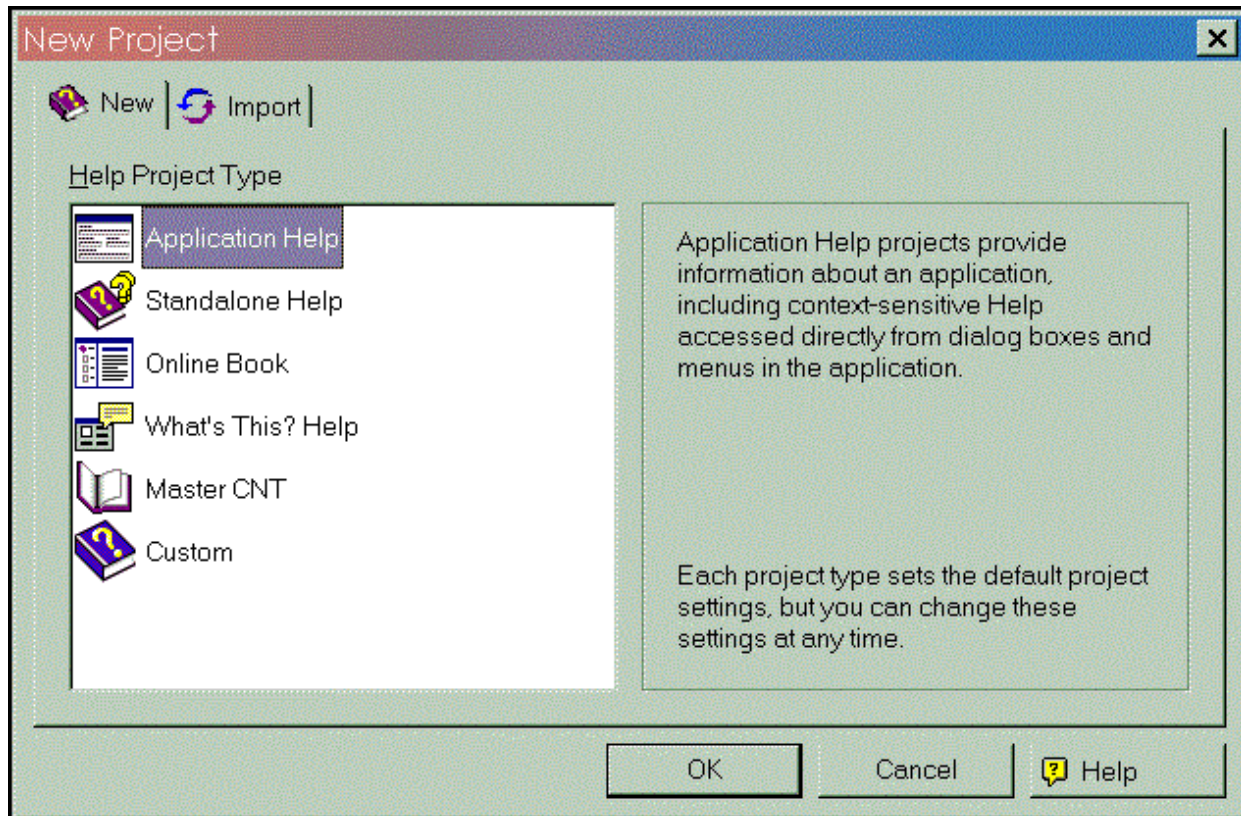 New Project
New
Import
Help Project Type
Application Help
Standalone Help
Online Book
What's This? Help
Master CNT
Custom
Application Help projects provide
information about an application,
including context-sensitive Help
accessed directly from dialog boxes and
menus in the application.
Each project type sets the default project
settings, but you can change these
settings at any time.
OK
Cancel
Help